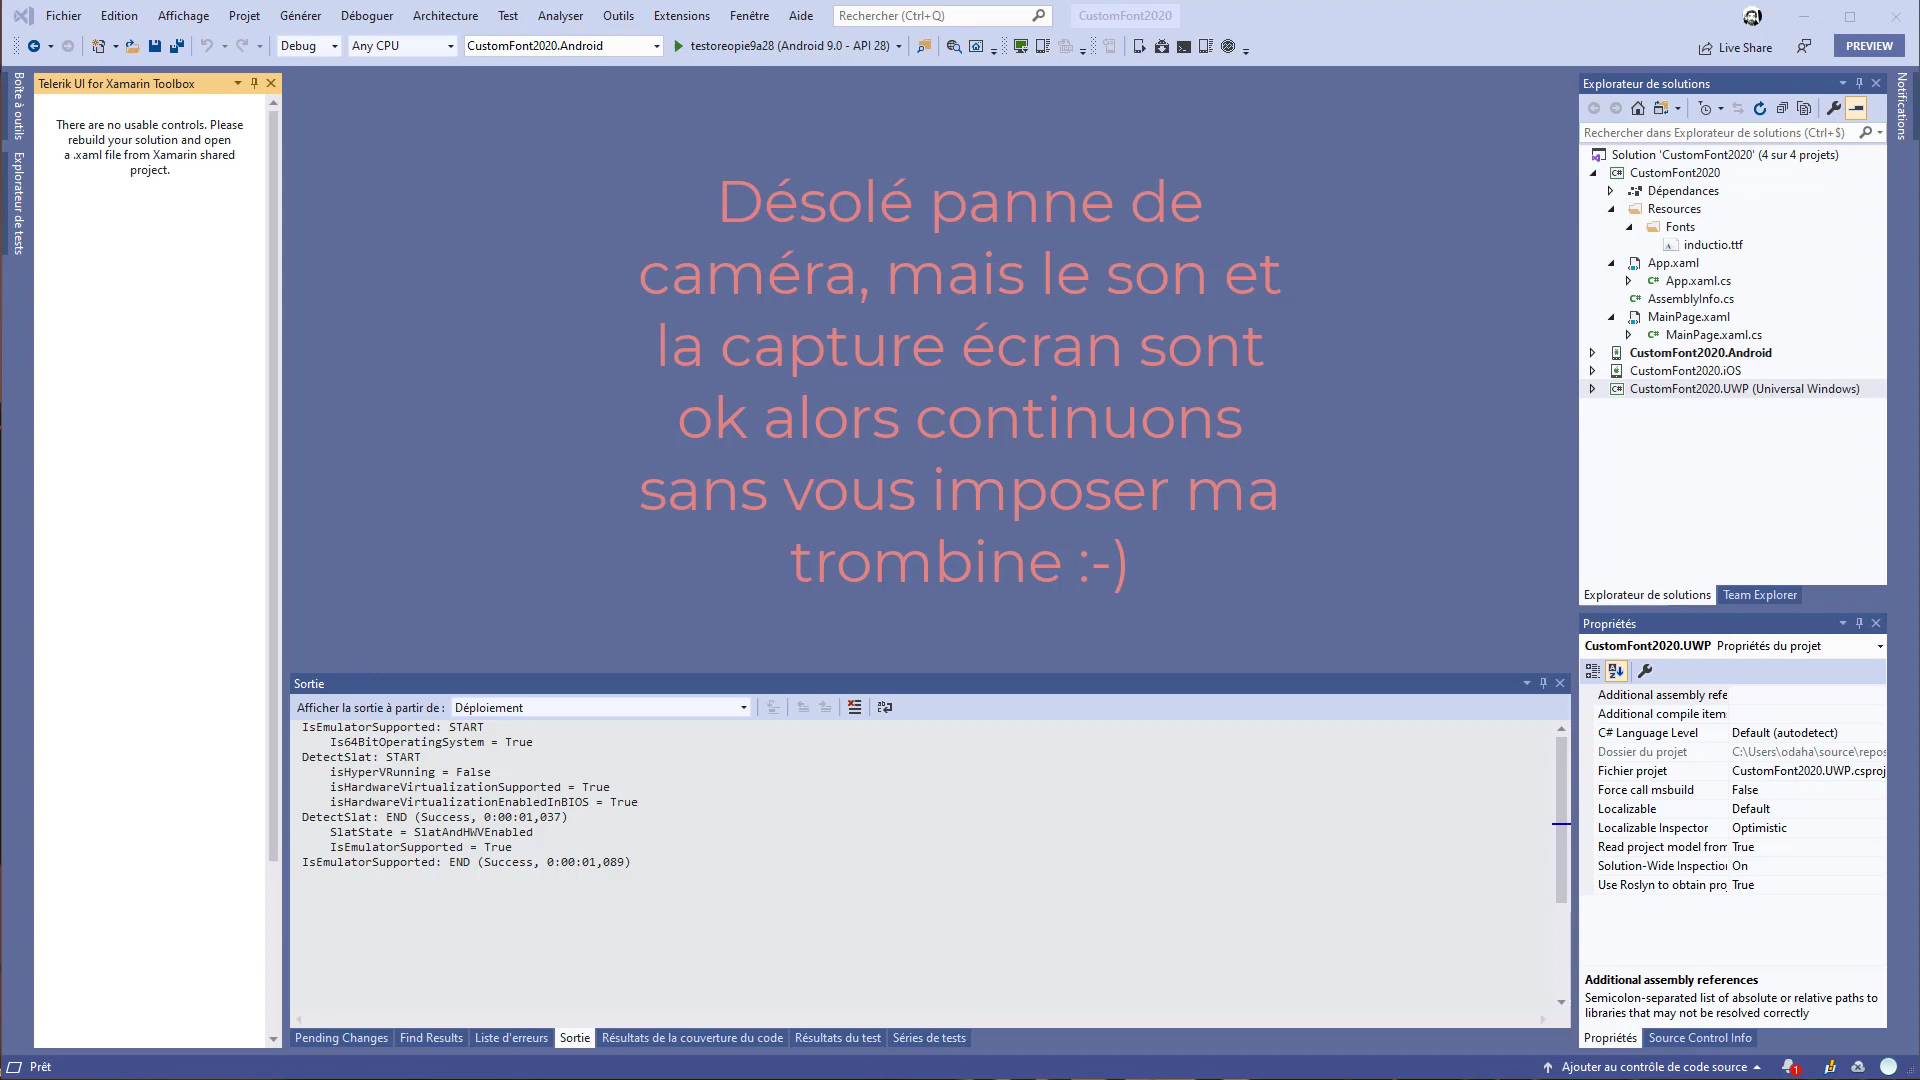 Fichier Edition Affichage Projet Générer Déboguer Architecture Test Analyser Outils Extensions Fenêtre Aide Rechercher (Ctrl+Q) CustomFont2020
Debug Any CPU CustomFont2020.Android testoreopie9a28 (Android 9.0 - API 28) Live Share PREVIEW
Boîte à outils
Explorateur de tests
Telerik UI for Xamarin Toolbox
There are no usable controls. Please
rebuild your solution and open
a .xaml file from Xamarin shared
project.
Désolé panne de
caméra, mais le son et
la capture écran sont
ok alors continuons
sans vous imposer ma
trombine :-)
Sortie
Afficher la sortie à partir de : Déploiement
IsEmulatorSupported: START
Is64BitOperatingSystem = True
DetectSlat: START
isHyperVRunning = False
isHardwareVirtualizationSupported = True
isHardwareVirtualizationEnabledInBIOS = True
DetectSlat: END (Success, 0:00:01,037)
SlatState = SlatAndHWVEnabled
IsEmulatorSupported = True
IsEmulatorSupported: END (Success, 0:00:01,089)
Pending Changes Find Results Liste d'erreurs Sortie Résultats de la couverture du code Résultats du test Séries de tests
Explorateur de solutions
Rechercher dans Explorateur de solutions (Ctrl+$)
Solution 'CustomFont2020' (4 sur 4 projets)
C# CustomFont2020
Dépendances
Resources
Fonts
inductio.ttf
App.xaml
C# App.xaml.cs
C# AssemblyInfo.cs
MainPage.xaml
C# MainPage.xaml.cs
CustomFont2020.Android
CustomFont2020.iOS
C# CustomFont2020.UWP (Universal Windows)
Explorateur de solutions Team Explorer
Notifications
Propriétés
CustomFont2020.UWP Propriétés du projet
Additional assembly refe
Additional compile item
C# Language Level Default (autodetect)
Dossier du projet C:\Users\odaha\source\repos
Fichier projet CustomFont2020.UWP.csproj
Force call msbuild False
Localizable Default
Localizable Inspector Optimistic
Read project model from True
Solution-Wide Inspection On
Use Roslyn to obtain pro True
Additional assembly references
Semicolon-separated list of absolute or relative paths to
libraries that may not be resolved correctly
Propriétés Source Control Info
Prêt Ajouter au contrôle de code source 1